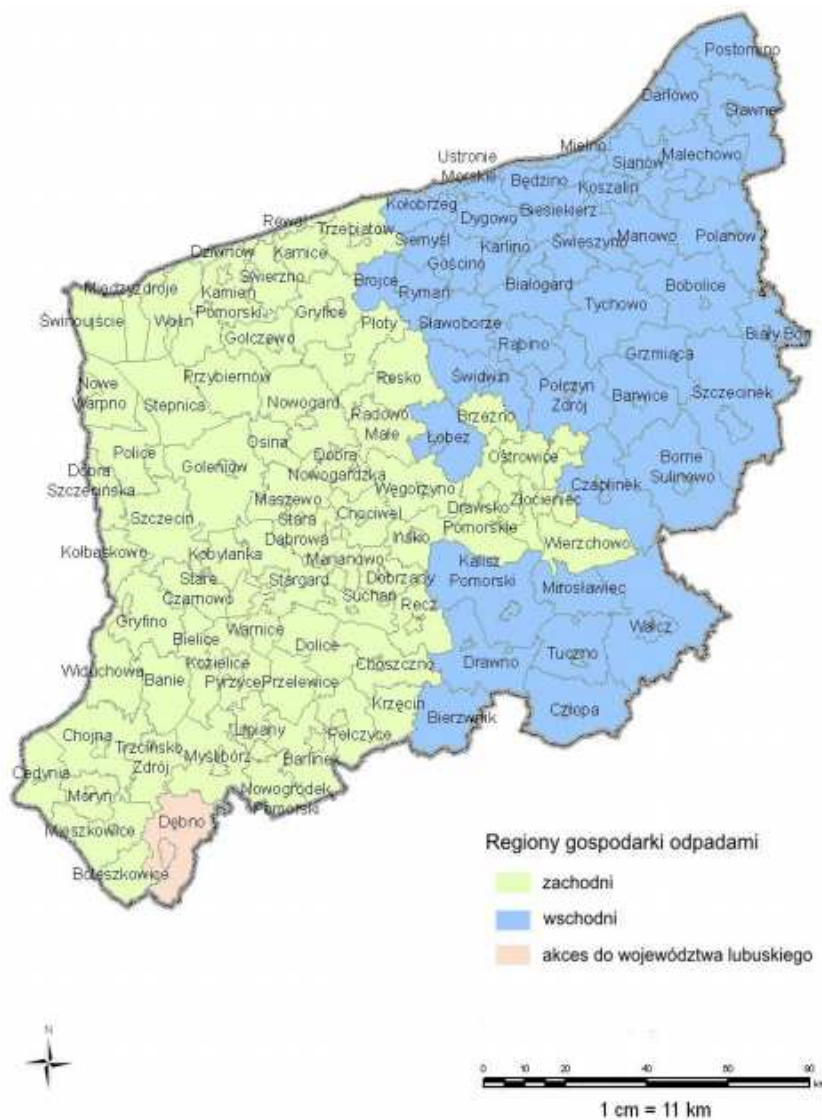 Postomino
Darłowo
Sławno
Mielno
Ustronie
Morskie
Sianów
Malechowo
Będzino
Koszalin
Kołobrzeg
Dygowo
Biesiekierz
Rewal
Trzebiatów
Siemyśl
Karlino
Świeszyno
Manowo
Polanów
Dziwnów
Karnice
Gościno
Międzyzdroje
Świerzno
Brojce
Rymań
Białogard
Tychowo
Bobolice
Świnoujście
Wolin
Kamień
Pomorski
Gryfice
Płoty
Sławoborze
Golczewo
Rąbino
Grzmiąca
Biały Bór
Nowe
Warpno
Przybiernów
Resko
Świdwin
Połczyn
Zdrój
Barwice
Szczecinek
Stepnica
Nowogard
Radowo
Małe
Brzeżno
Łobez
Police
Osina
Dobra
Nowogardzka
Ostrowice
Borne
Sulinowo
Dobra
Szczecińska
Goleniów
Węgorzyno
Czaplinek
Maszewo
Złocieniec
Szczecin
Stara
Dąbrowa
Chociwel
Drawsko
Pomorskie
Ińsko
Wierzchowo
Kołbaskowo
Kobylanka
Marianowo
Kalisz
Pomorski
Stare
Czarnowo
Stargard
Dobrzany
Suchań
Mirosławiec
Recz
Gryfino
Bielice
Warnice
Dolice
Wałcz
Widuchowa
Kozielice
Choszczno
Drawno
Tuczno
Banie
Pyrzyce
Przelewice
Krzęcin
Bierzwnik
Człopa
Chojna
Lipiany
Pełczyce
Trzcińsko
Zdrój
Myślibórz
Barlinek
Cedynia
Moryń
Nowogródek
Pomorski
Mieszkowice
Dębno
Boleszkowice
Regiony gospodarki odpadami
zachodni
wschodni
akces do województwa lubuskiego
N
0 10 20 40 60 80
km
1 cm = 11 km